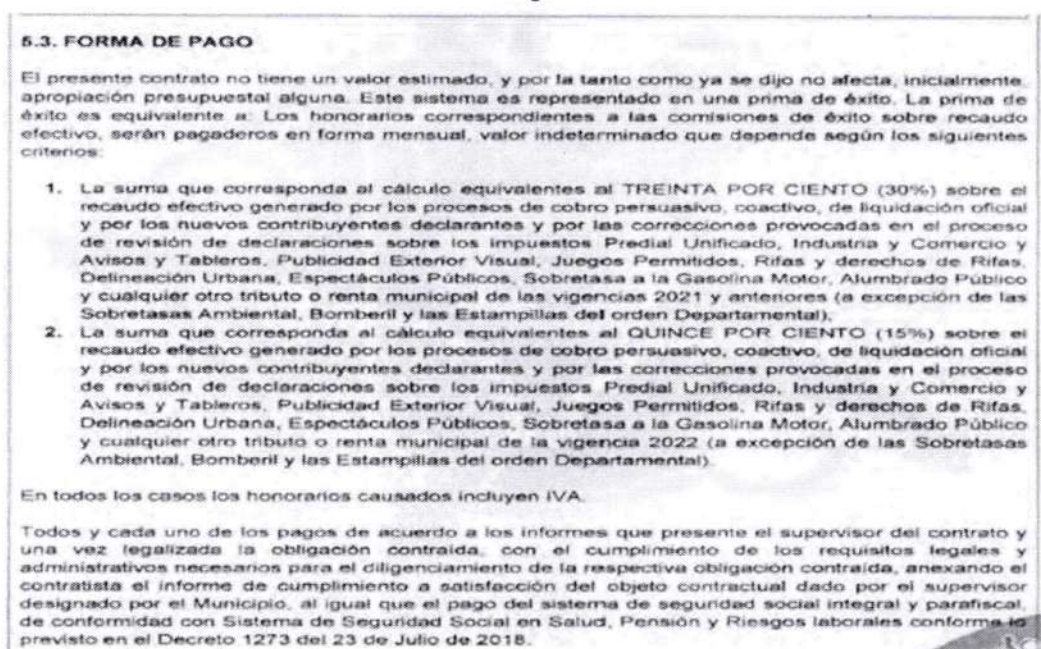 5.3. FORMA DE PAGO
El presente contrato no tiene un valor estimado, y por la tanto como ya se dijo no afecta, inicialmente,
apropiación presupuestal alguna. Este sistema es representado en una prima de éxito. La prima de
éxito es equivalente a: Los honorarios correspondientes a las comisiones de éxito sobre recaudo
efectivo, serán pagaderos en forma mensual, valor indeterminado que depende según los siguientes
criterios:
1. La suma que corresponda al cálculo equivalentes al TREINTA POR CIENTO (30%) sobre el
recaudo efectivo generado por los procesos de cobro persuasivo, coactivo, de liquidación oficial
y por los nuevos contribuyentes declarantes y por las correcciones provocadas en el proceso
de revisión de declaraciones sobre los impuestos Predial Unificado, Industria y Comercio y
Avisos y Tableros, Publicidad Exterior Visual, Juegos Permitidos, Rifas y derechos de Rifas,
Delineación Urbana, Espectáculos Públicos, Sobretasa a la Gasolina Motor, Alumbrado Público
y cualquier otro tributo o renta municipal de las vigencias 2021 y anteriores (a excepción de las
Sobretasas Ambiental, Bomberil y las Estampillas del orden Departamental),
2. La suma que corresponda al cálculo equivalentes al QUINCE POR CIENTO (15%) sobre el
recaudo efectivo generado por los procesos de cobro persuasivo, coactivo, de liquidación oficial
y por los nuevos contribuyentes declarantes y por las correcciones provocadas en el proceso
de revisión de declaraciones sobre los impuestos Predial Unificado, Industria y Comercio y
Avisos y Tableros, Publicidad Exterior Visual, Juegos Permitidos, Rifas y derechos de Rifas,
Delineación Urbana, Espectáculos Públicos, Sobretasa a la Gasolina Motor, Alumbrado Público
y cualquier otro tributo o renta municipal de la vigencia 2022 (a excepción de las Sobretasas
Ambiental, Bomberil y las Estampillas del orden Departamental)
En todos los casos los honorarios causados incluyen IVA.
Todos y cada uno de los pagos de acuerdo a los informes que presente el supervisor del contrato y
una vez legalizada la obligación contraída, con el cumplimiento de los requisitos legales y
administrativos necesarios para el diligenciamiento de la respectiva obligación contraída, anexando el
contratista el informe de cumplimiento a satisfacción del objeto contractual dado por el supervisor
designado por el Municipio, al igual que el pago del sistema de seguridad social integral y parafiscal,
de conformidad con Sistema de Seguridad Social en Salud, Pensión y Riesgos laborales conforme lo
previsto en el Decreto 1273 del 23 de Julio de 2018.